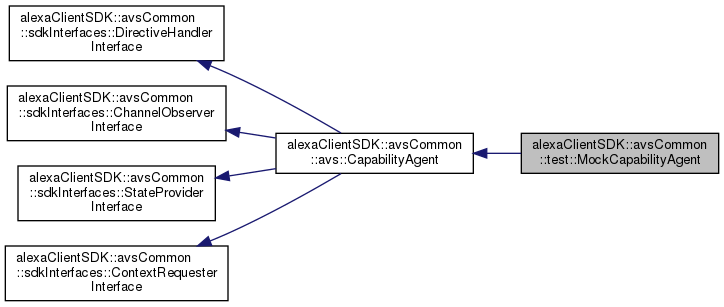 alexaClientSDK::avsCommon
::sdkInterfaces::DirectiveHandler
Interface
alexaClientSDK::avsCommon
::sdkInterfaces::ChannelObserver
Interface
alexaClientSDK::avsCommon
::avs::CapabilityAgent
alexaClientSDK::avsCommon
::test::MockCapabilityAgent
alexaClientSDK::avsCommon
::sdkInterfaces::StateProvider
Interface
alexaClientSDK::avsCommon
::sdkInterfaces::ContextRequester
Interface